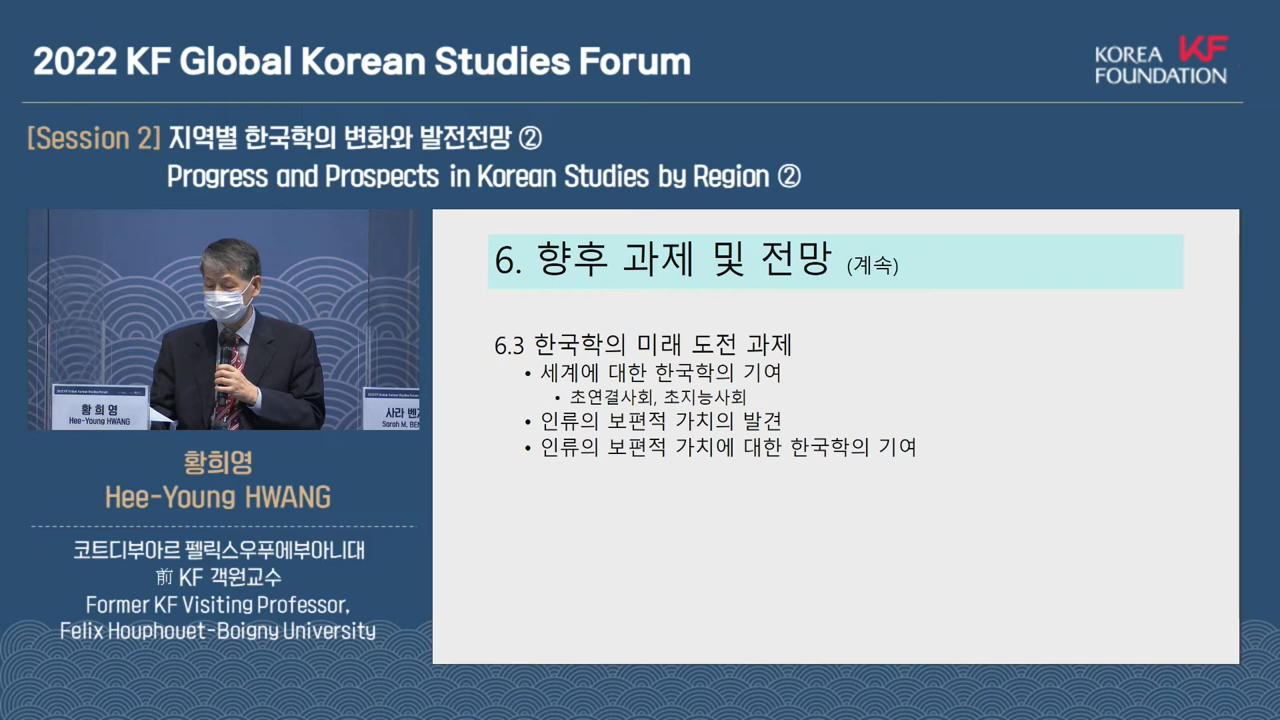 2022 KF Global Korean Studies Forum
KOREA KF
FOUNDATION
[Session 2] 지역별 한국학의 변화와 발전전망 ②
Progress and Prospects in Korean Studies by Region ②
황 희 영
Hee-Young HWANG
사라 벤
Sarah M. BEN
황희영
Hee-Young HWANG
코트디부아르 펠릭스우푸에부아니대
前 KF 객원교수
Former KF Visiting Professor,
Felix Houphouet-Boigny University
6. 향후 과제 및 전망 (계속)
6.3 한국학의 미래 도전 과제
• 세계에 대한 한국학의 기여
• 초연결사회, 초지능사회
• 인류의 보편적 가치의 발견
• 인류의 보편적 가치에 대한 한국학의 기여